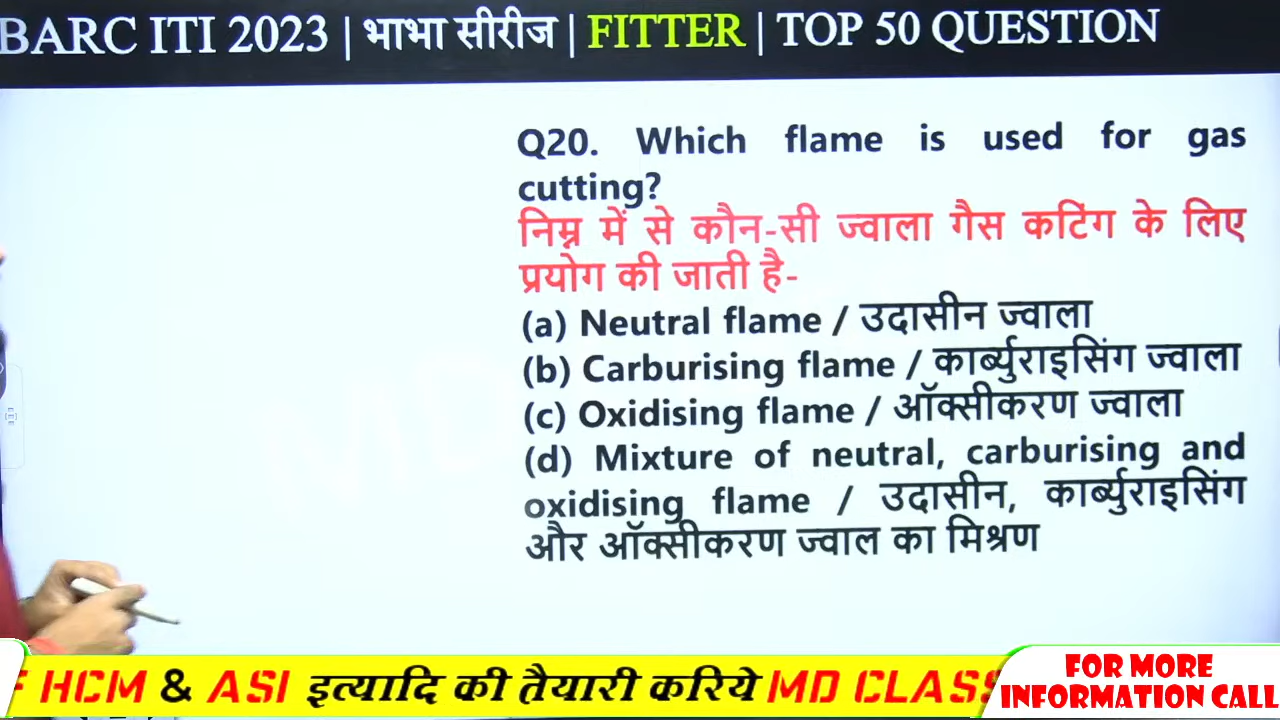 BARC ITI 2023 | भाभा सीरीज | FITTER | TOP 50 QUESTION
Q20. Which flame is used for gas
cutting?
निम्न में से कौन-सी ज्वाला गैस कटिंग के लिए
प्रयोग की जाती है-
(a) Neutral flame / उदासीन ज्वाला
(b) Carburising flame / कार्ब्युराइसिंग ज्वाला
(c) Oxidising flame / ऑक्सीकरण ज्वाला
(d) Mixture of neutral, carburising and
oxidising flame / उदासीन, कार्ब्युराइसिंग
और ऑक्सीकरण ज्वाल का मिश्रण
F HCM & ASI इत्यादि की तैयारी करिये MD CLASS
FOR MORE
INFORMATION CALL